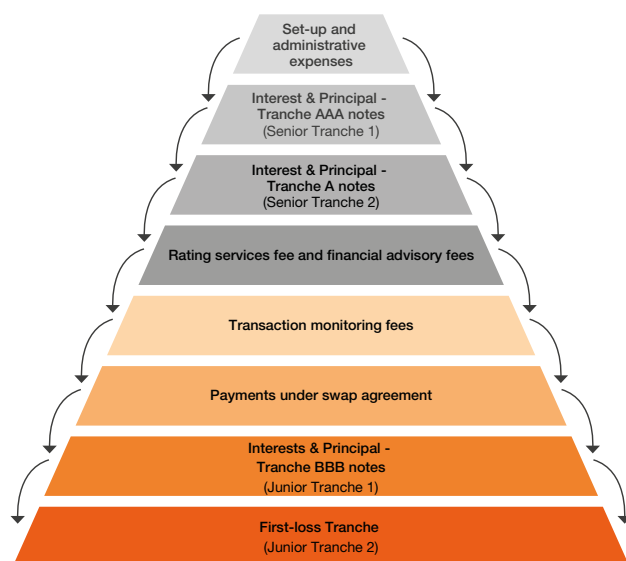 Set-up and
administrative
expenses
Interest & Principal -
Tranche AAA notes
(Senior Tranche 1)
Interest & Principal -
Tranche A notes
(Senior Tranche 2)
Rating services fee and financial advisory fees
Transaction monitoring fees
Payments under swap agreement
Interests & Principal -
Tranche BBB notes
(Junior Tranche 1)
First-loss Tranche
(Junior Tranche 2)